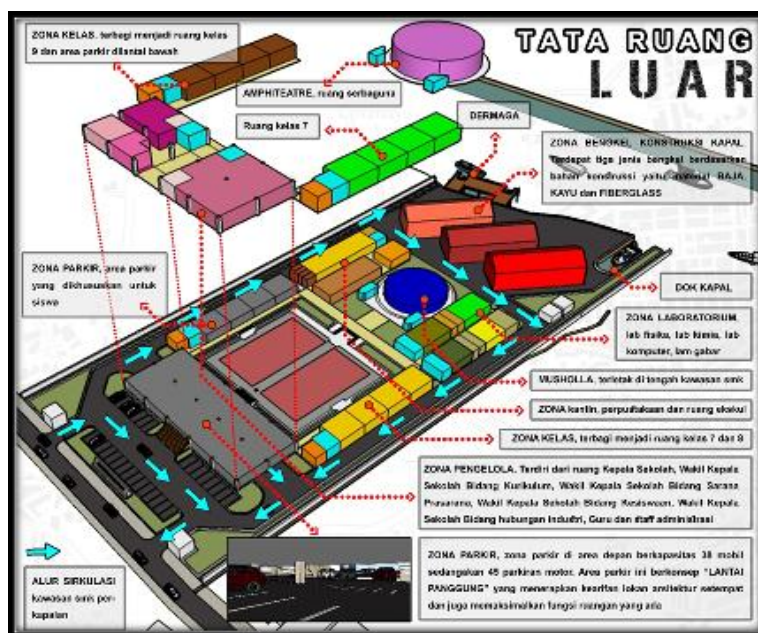 TATA RUANG
LUAR
ZONA KELAS, terbagi menjadi ruang kelas
9 dan area parkir dilantai bawah
AMPHITEATRE, ruang serbaguna
Ruang kelas 7
DERMAGA
ZONA BENGKEL, KONSTRUKSI KAPAL,
Terdapat tiga jenis bengkel berdasarkan
bahan konstruksi yaitu material BAJA,
KAYU dan FIBERGLASS
ZONA PARKIR, area parkir
yang dikhususkan untuk
siswa
DOK KAPAL
ZONA LABORATORIUM,
lab fisika, lab kimia, lab
komputer, lam gabar
MUSHOLLA, terletak di tengah kawasan smk
ZONA kantin, perpustakaan dan ruang ekskul
ZONA KELAS, terbagi menjadi ruang kelas 7 dan 8
ZONA PENGELOLA, Terdiri dari ruang Kepala Sekolah, Wakil Kepala
Sekolah Bidang Kurikulum, Wakil Kepala Sekolah Bidang Sarana
Prasarana, Wakil Kepala Sekolah Bidang Kesiswaan, Wakil Kepala
Sekolah Bidang hubungan industri, Guru dan staff administrasi
ZONA PARKIR, zona parkir di area depan berkapasitas 38 mobil
sedangakan 45 parkiran motor. Area parkir ini berkonsep "LANTAI
PANGGUNG" yang menerapkan kearifan lokan arsitektur setempat
dan juga memaksimalkan fungsi ruangan yang ada
ALUR SIRKULASI
kawasan smk per-
kapalan